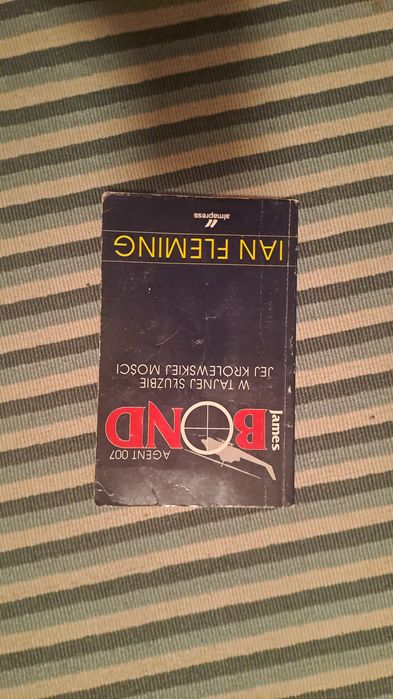 AGENT 007
James
BOND
W TAJNEJ SŁUŻBIE
JEJ KRÓLEWSKIEJ MOŚCI
IAN FLEMING
almapress